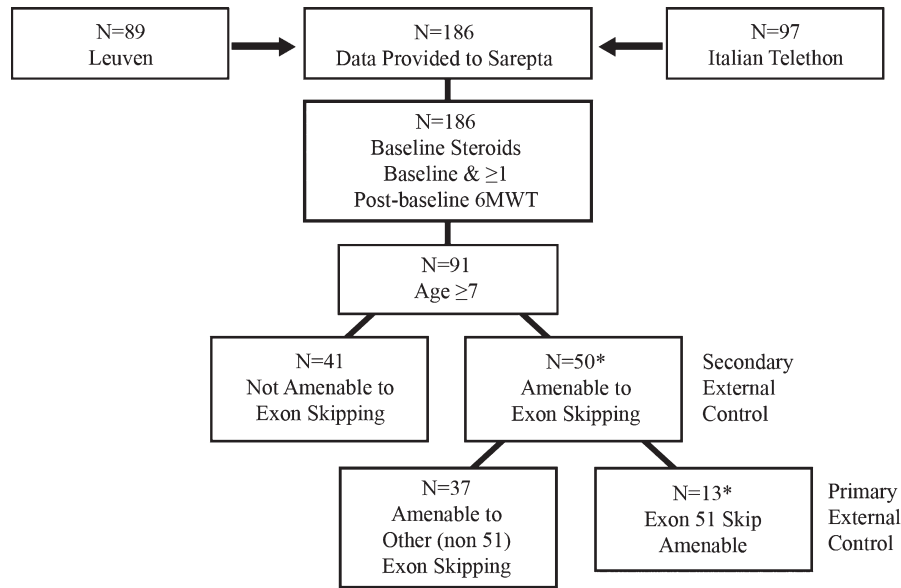 N=89
Leuven
N=186
Data Provided to Sarepta
N=97
Italian Telethon
N=186
Baseline Steroids
Baseline & ≥1
Post-baseline 6MWT
N=91
Age ≥7
N=41
Not Amenable to
Exon Skipping
N=50*
Amenable to
Exon Skipping
Secondary
External
Control
N=37
Amenable to
Other (non 51)
Exon Skipping
N=13*
Exon 51 Skip
Amenable
Primary
External
Control